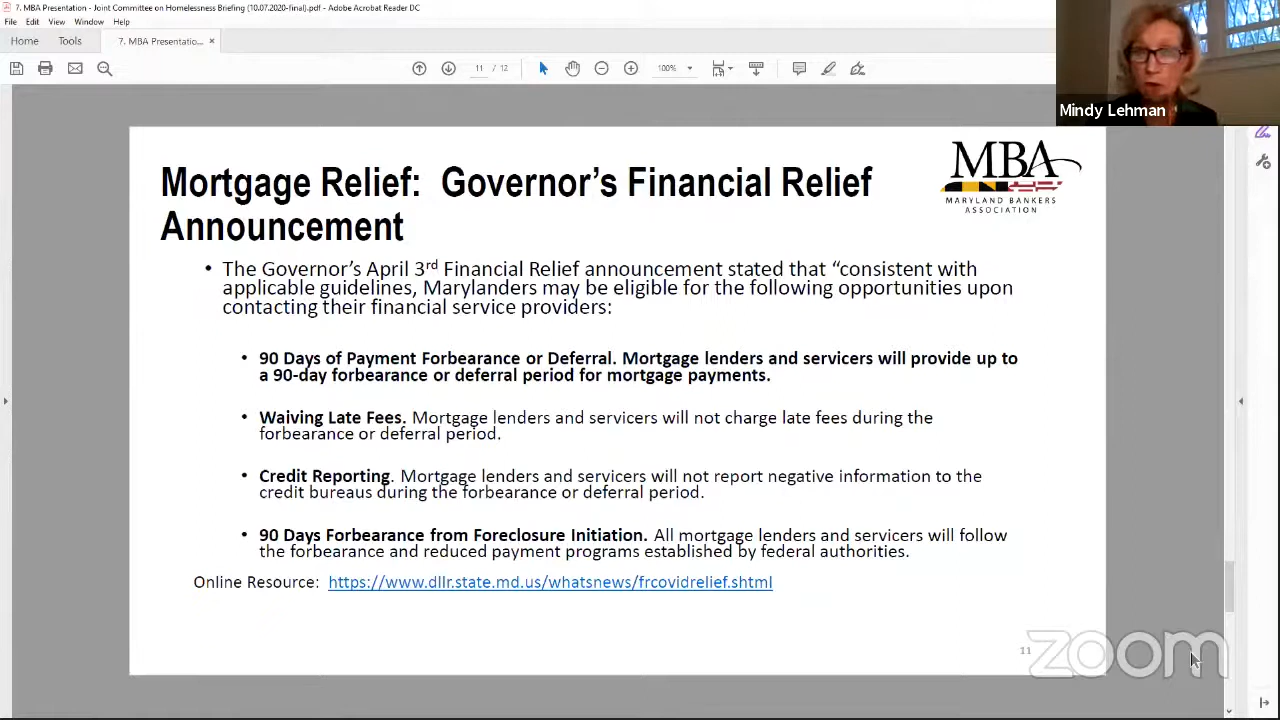 7. MBA Presentation - Joint Committee on Homelessness Briefing (10.07.2020-final).pdf - Adobe Acrobat Reader DC
File Edit View Window Help
Home Tools 7. MBA Presentatio... ×
11 / 12 100%
Mindy Lehman
MBA
MARYLAND BANKERS
ASSOCIATION
Mortgage Relief: Governor’s Financial Relief
Announcement
• The Governor’s April 3rd Financial Relief announcement stated that “consistent with
applicable guidelines, Marylanders may be eligible for the following opportunities upon
contacting their financial service providers:
• 90 Days of Payment Forbearance or Deferral. Mortgage lenders and servicers will provide up to
a 90-day forbearance or deferral period for mortgage payments.
• Waiving Late Fees. Mortgage lenders and servicers will not charge late fees during the
forbearance or deferral period.
• Credit Reporting. Mortgage lenders and servicers will not report negative information to the
credit bureaus during the forbearance or deferral period.
• 90 Days Forbearance from Foreclosure Initiation. All mortgage lenders and servicers will follow
the forbearance and reduced payment programs established by federal authorities.
Online Resource: https://www.dllr.state.md.us/whatsnews/frcovidrelief.shtml
11
zoom